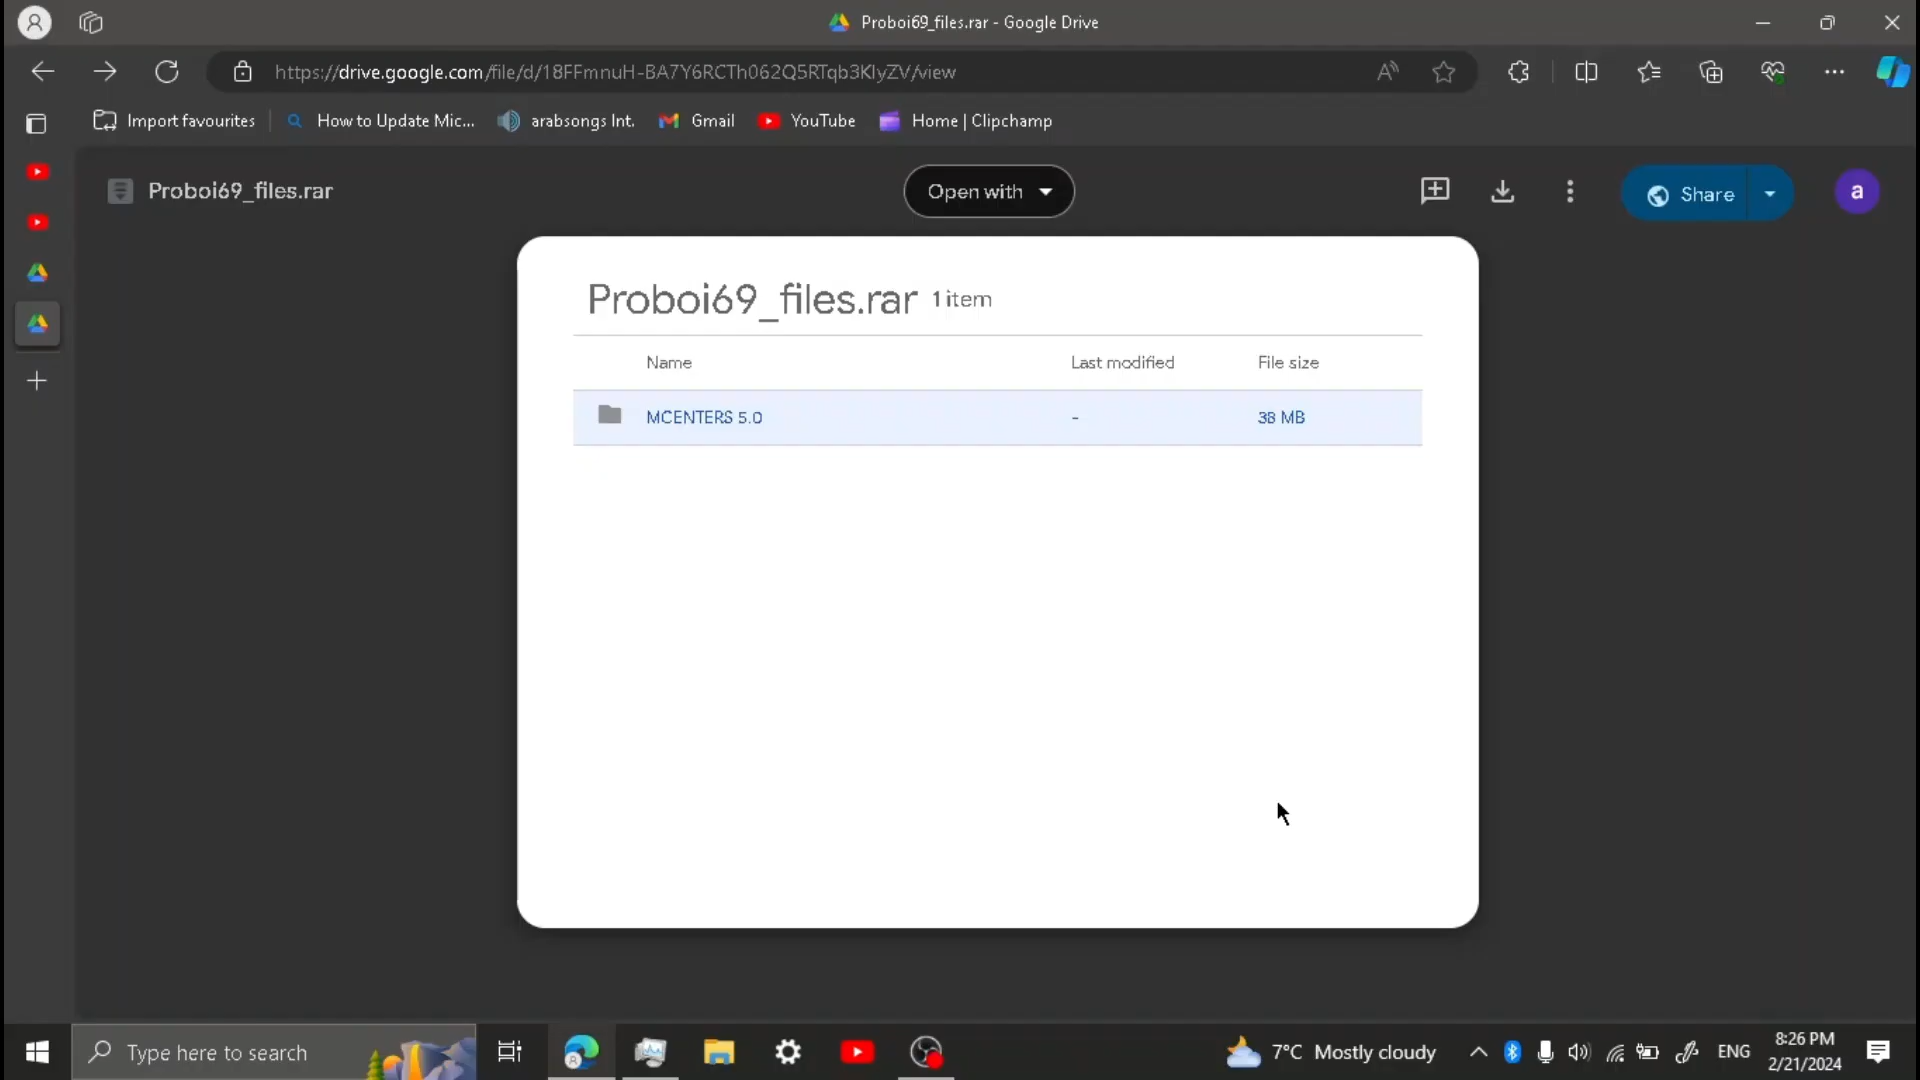 Proboi69_files.rar - Google Drive
https://drive.google.com/file/d/18FFmnuH-BA7Y6RCTh062Q5RTqb3KIyZV/view
Import favourites
How to Update Mic...
arabsongs Int.
Gmail
YouTube
Home | Clipchamp
Proboi69_files.rar
Open with
Share
a
Proboi69_files.rar 1 item
Name Last modified File size
MCENTERS 5.0 - 38 MB
Type here to search
7°C Mostly cloudy
ENG
8:26 PM
2/21/2024